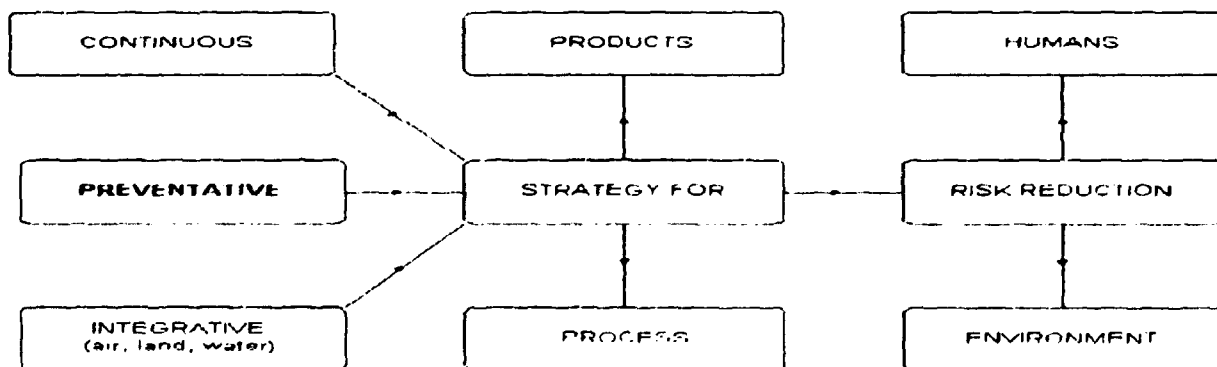 CONTINUOUS
PRODUCTS
HUMANS
PREVENTATIVE
STRATEGY FOR
RISK REDUCTION
INTEGRATIVE
(air, land, water)
PROCESS
ENVIRONMENT